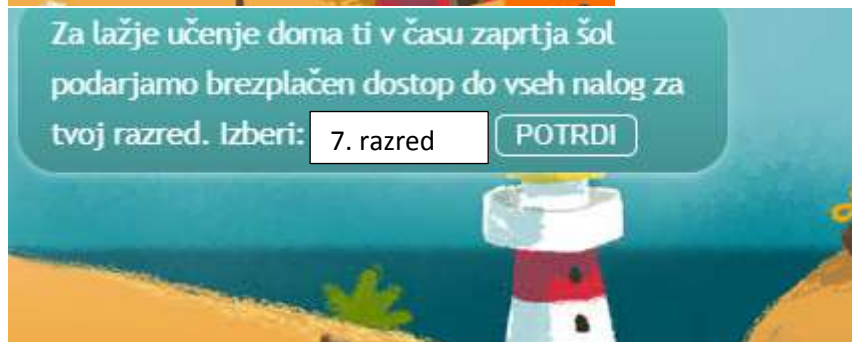 Za lažje učenje doma ti v času zaprtja šol
podarjamo brezplačen dostop do vseh nalog za
tvoj razred. Izberi: 7. razred POTRDI